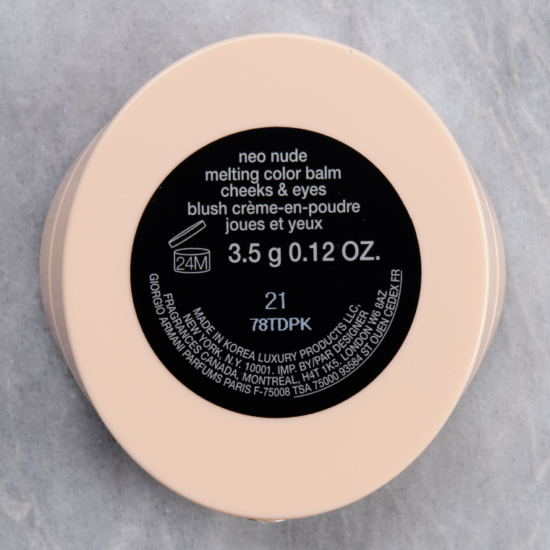 neo nude
melting color balm
cheeks & eyes
blush crème-en-poudre
joues et yeux
24M
3.5 g 0.12 OZ.
21
78TDPK
MADE IN KOREA LUXURY PRODUCTS LLC.
NEW YORK, N.Y. 10001. IMP. BY/PAR DESIGNER
FRAGRANCES CANADA, MONTREAL, H4T 1K5, LONDON W6 8AZ
GIORGIO ARMANI PARFUMS PARIS F-75008 TSA 75000 93584 ST OUEN CEDEX.FR